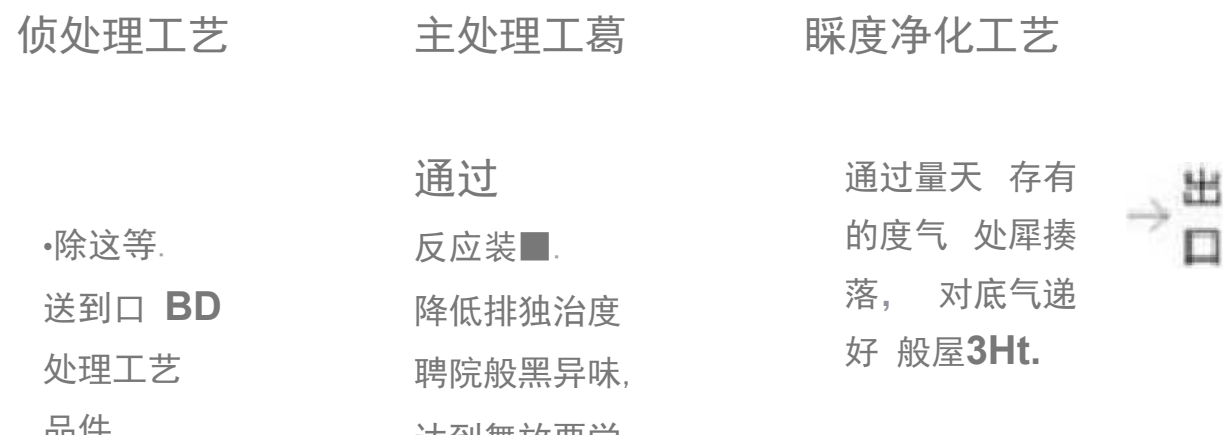 侦处理工艺
主处理工葛
睬度净化工艺
•除这等.
送到口 BD
处理工艺
通过
反应装■.
降低排独治度
聘院般黑异味,
通过量天 存有
的度气 处犀揍
落， 对底气递
好 般屋3Ht.
→
出
口